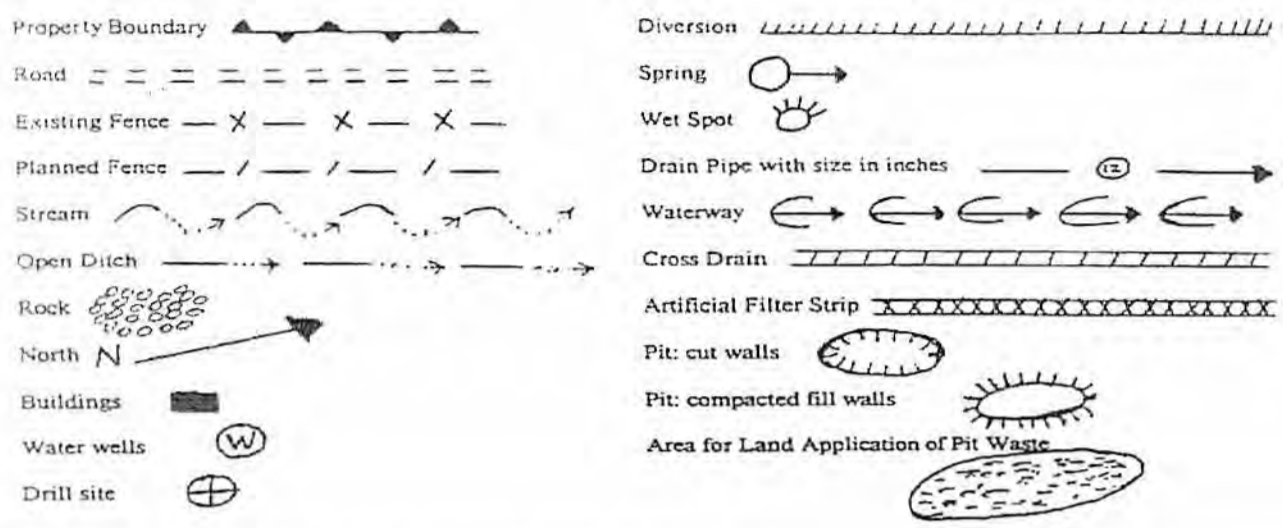 Property Boundary
Road
Existing Fence
Planned Fence
Stream
Open Ditch
Rock
North N
Buildings
Water wells W
Drill site
Diversion
Spring
Wet Spot
Drain Pipe with size in inches 12
Waterway
Cross Drain
Artificial Filter Strip
Pit: cut walls
Pit: compacted fill walls
Area for Land Application of Pit Waste